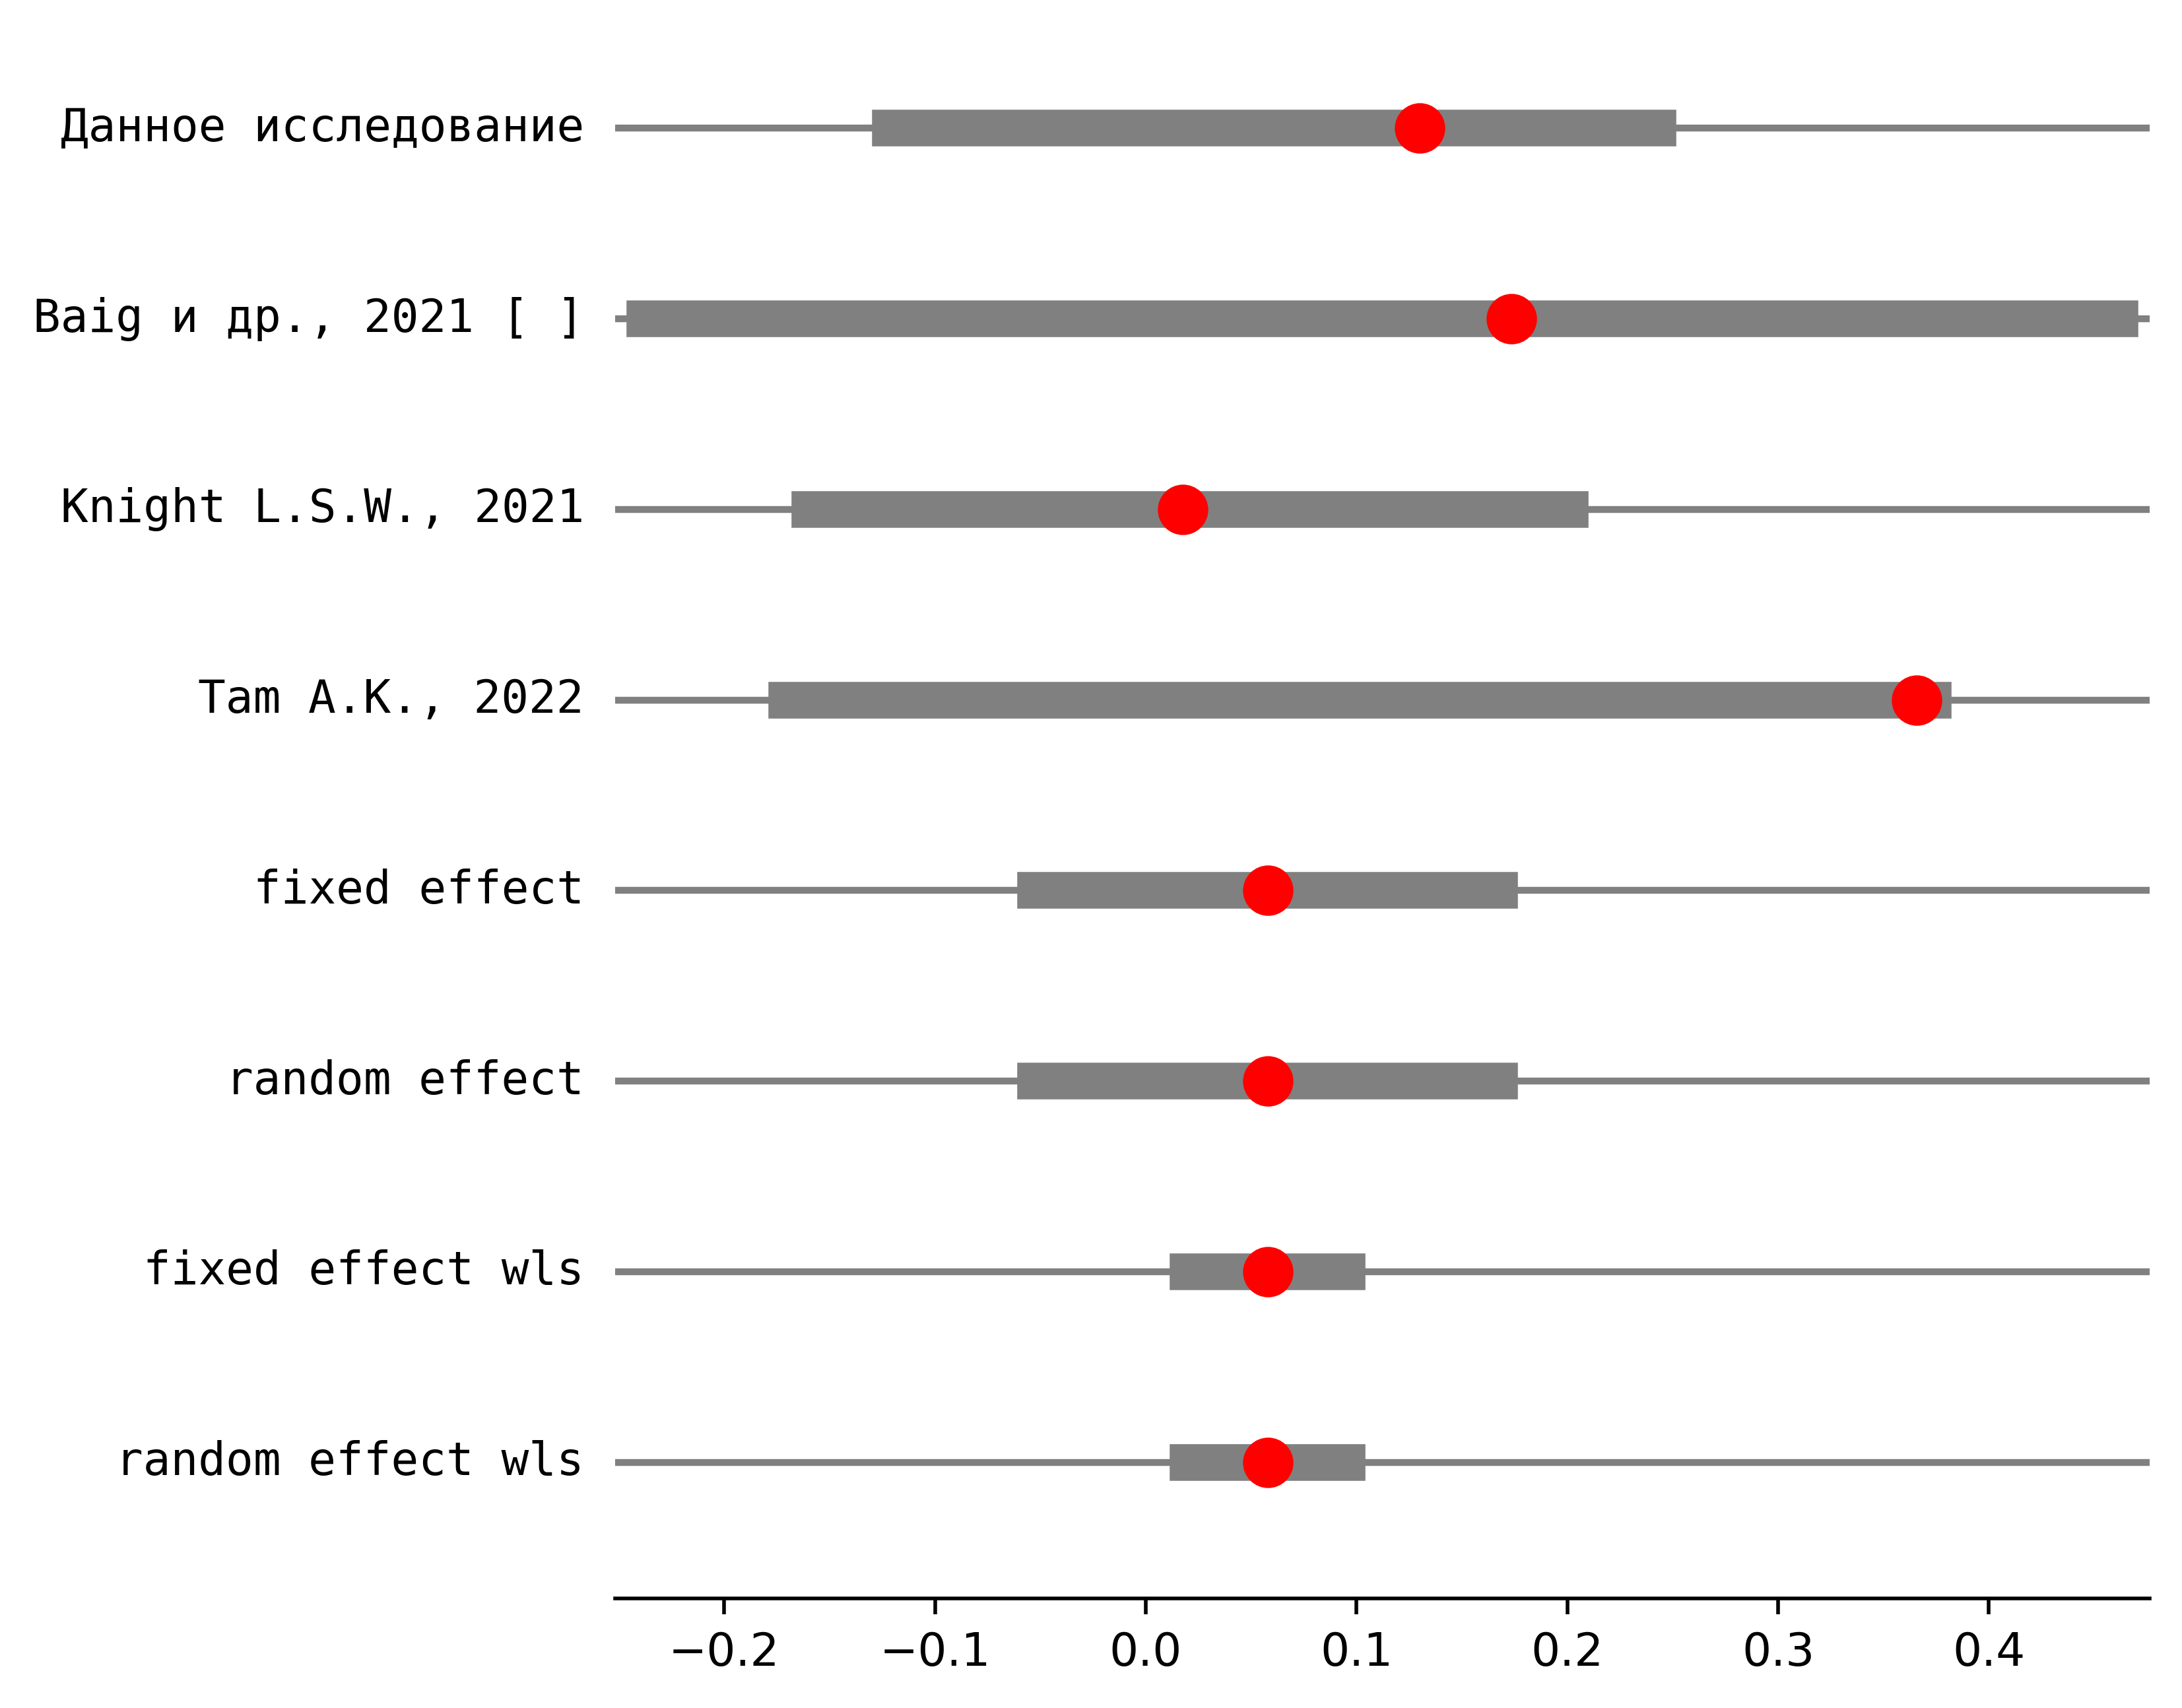 Данное исследование
Baig и др., 2021 [ ]
Knight L.S.W., 2021
Tam A.K., 2022
fixed effect
random effect
fixed effect wls
random effect wls
−0.2 −0.1 0.0 0.1 0.2 0.3 0.4